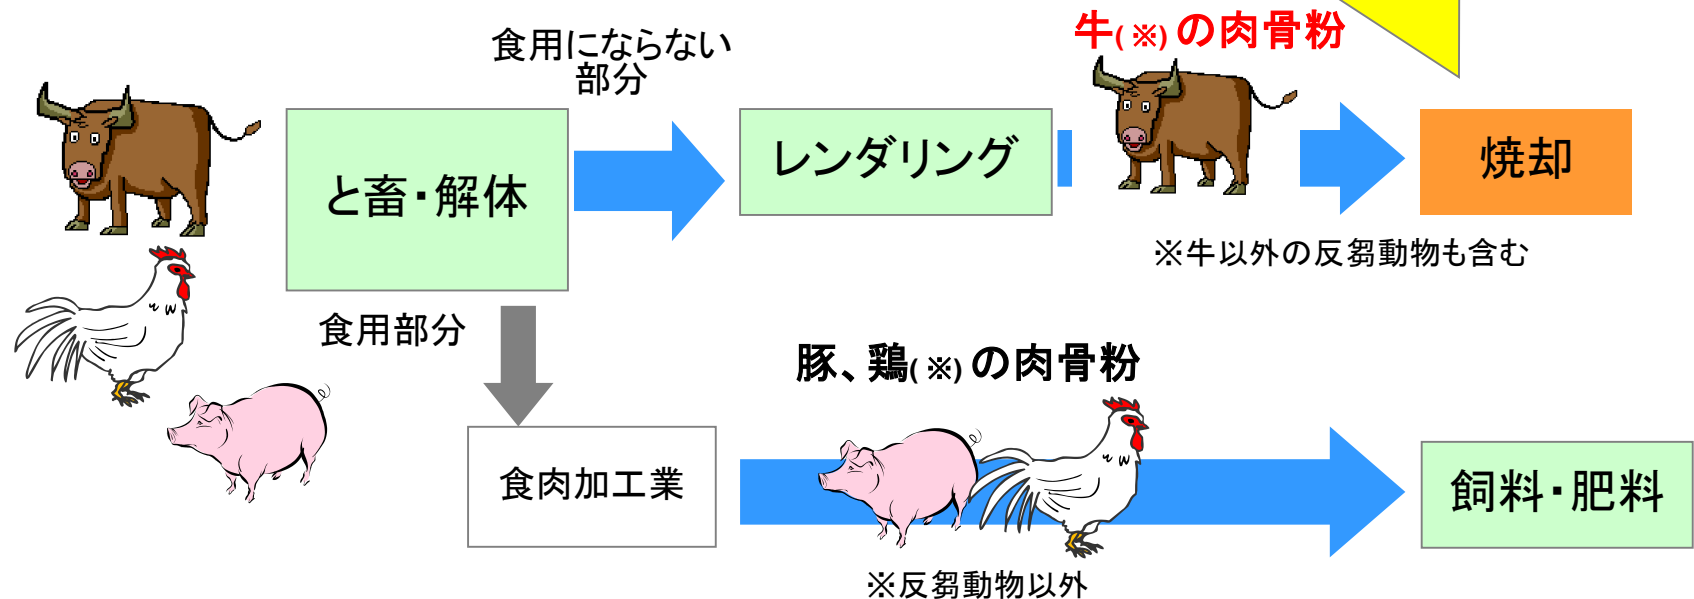 食用にならない
部分
牛(※)の肉骨粉
と畜・解体
レンダリング
焼却
※牛以外の反芻動物も含む
食用部分
豚、鶏(※)の肉骨粉
食肉加工業
飼料・肥料
※反芻動物以外